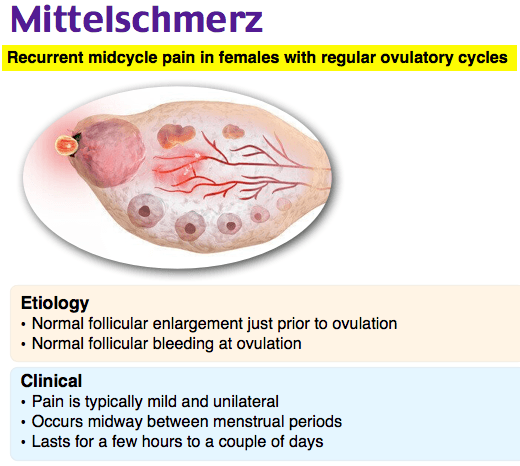 Mittelschmerz
Recurrent midcycle pain in females with regular ovulatory cycles
Etiology
• Normal follicular enlargement just prior to ovulation
• Normal follicular bleeding at ovulation
Clinical
• Pain is typically mild and unilateral
• Occurs midway between menstrual periods
• Lasts for a few hours to a couple of days